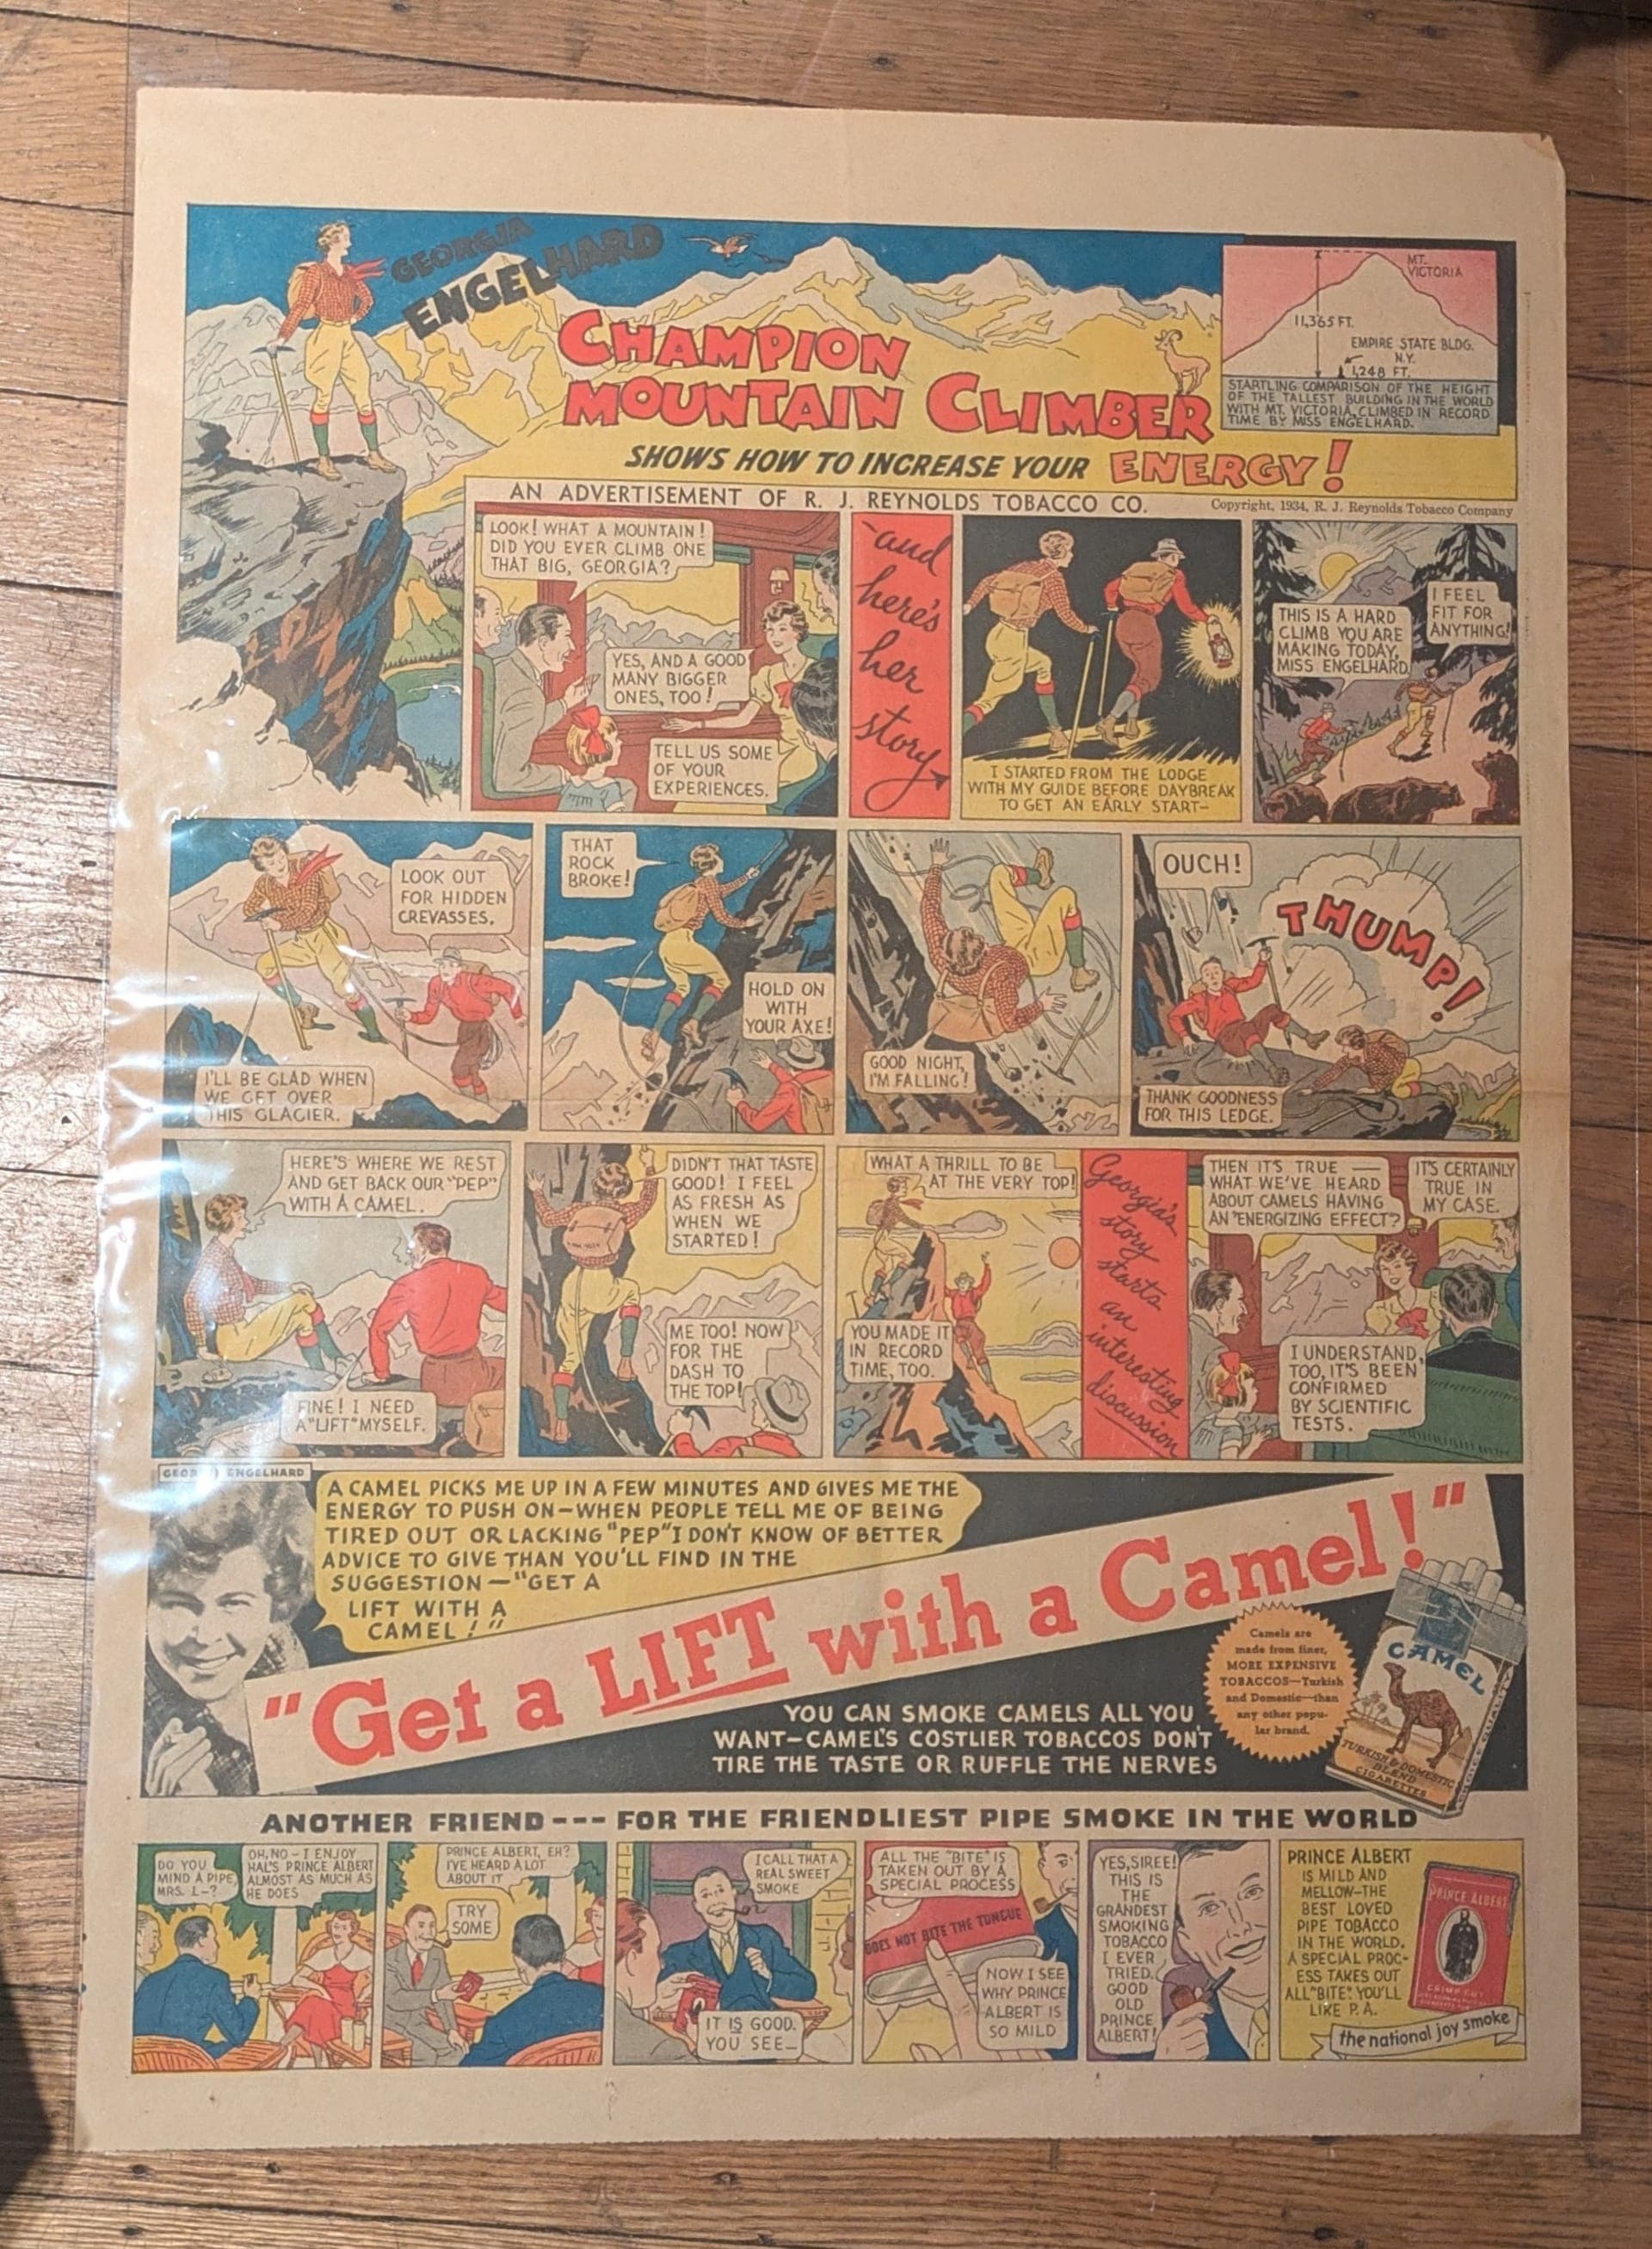 GEORGIA
ENGELHARD
CHAMPION
MOUNTAIN CLIMBER
SHOWS HOW TO INCREASE YOUR ENERGY!
MT.
VICTORIA
11,365 FT.
EMPIRE STATE BLDG.
N.Y.
1,248 FT.
STARTLING COMPARISON OF THE HEIGHT
OF THE TALLEST BUILDING IN THE WORLD
WITH MT. VICTORIA, CLIMBED IN RECORD
TIME BY MISS ENGELHARD.
AN ADVERTISEMENT OF R. J. REYNOLDS TOBACCO CO.
Copyright, 1934, R. J. Reynolds Tobacco Company
LOOK! WHAT A MOUNTAIN!
DID YOU EVER CLIMB ONE
THAT BIG, GEORGIA?
YES, AND A GOOD
MANY BIGGER
ONES, TOO!
TELL US SOME
OF YOUR
EXPERIENCES.
-and
here's
her
story
I STARTED FROM THE LODGE
WITH MY GUIDE BEFORE DAYBREAK
TO GET AN EARLY START-
THIS IS A HARD
CLIMB YOU ARE
MAKING TODAY,
MISS ENGELHARD
I FEEL
FIT FOR
ANYTHING!
LOOK OUT
FOR HIDDEN
CREVASSES.
I'LL BE GLAD WHEN
WE GET OVER
THIS GLACIER.
THAT
ROCK
BROKE!
HOLD ON
WITH
YOUR AXE!
GOOD NIGHT,
I'M FALLING!
OUCH!
THUMP!
THANK GOODNESS
FOR THIS LEDGE.
HERE'S WHERE WE REST
AND GET BACK OUR "PEP"
WITH A CAMEL.
FINE! I NEED
A "LIFT" MYSELF.
DIDN'T THAT TASTE
GOOD! I FEEL
AS FRESH AS
WHEN WE
STARTED!
ME TOO! NOW
FOR THE
DASH TO
THE TOP!
WHAT A THRILL TO BE
AT THE VERY TOP!
YOU MADE IT
IN RECORD
TIME, TOO.
Georgia's
story
starts
an
interesting
discussion
THEN IT'S TRUE —
WHAT WE'VE HEARD
ABOUT CAMELS HAVING
AN "ENERGIZING EFFECT"?
IT'S CERTAINLY
TRUE IN
MY CASE.
I UNDERSTAND,
TOO, IT'S BEEN
CONFIRMED
BY SCIENTIFIC
TESTS.
ENGELHARD
A CAMEL PICKS ME UP IN A FEW MINUTES AND GIVES ME THE
ENERGY TO PUSH ON—WHEN PEOPLE TELL ME OF BEING
TIRED OUT OR LACKING "PEP" I DON'T KNOW OF BETTER
ADVICE TO GIVE THAN YOU'LL FIND IN THE
SUGGESTION—"GET A
LIFT WITH A
CAMEL!"
"Get a LIFT with a Camel!"
YOU CAN SMOKE CAMELS ALL YOU
WANT—CAMEL'S COSTLIER TOBACCOS DON'T
TIRE THE TASTE OR RUFFLE THE NERVES
Camels are
made from finer,
MORE EXPENSIVE
TOBACCOS—Turkish
and Domestic—than
any other popu-
lar brand.
CAMEL
TURKISH & DOMESTIC
BLEND
CIGARETTES
ANOTHER FRIEND --- FOR THE FRIENDLIEST PIPE SMOKE IN THE WORLD
DO YOU
MIND A PIPE,
MRS. L-?
OH, NO - I ENJOY
HAL'S PRINCE ALBERT
ALMOST AS MUCH AS
HE DOES
PRINCE ALBERT, EH?
I'VE HEARD A LOT
ABOUT IT
TRY
SOME
I CALL THAT A
REAL SWEET
SMOKE
IT IS GOOD.
YOU SEE—
ALL THE "BITE" IS
TAKEN OUT BY A
SPECIAL PROCESS
DOES NOT BITE THE TONGUE
NOW I SEE
WHY PRINCE
ALBERT IS
SO MILD
YES, SIREE!
THIS IS
THE
GRANDEST
SMOKING
TOBACCO
I EVER
TRIED.
GOOD
OLD
PRINCE
ALBERT!
PRINCE ALBERT
IS MILD AND
MELLOW—THE
BEST LOVED
PIPE TOBACCO
IN THE WORLD.
A SPECIAL PROC-
ESS TAKES OUT
ALL "BITE". YOU'LL
LIKE P.A.
PRINCE ALBERT
CRIMP CUT
the national joy smoke